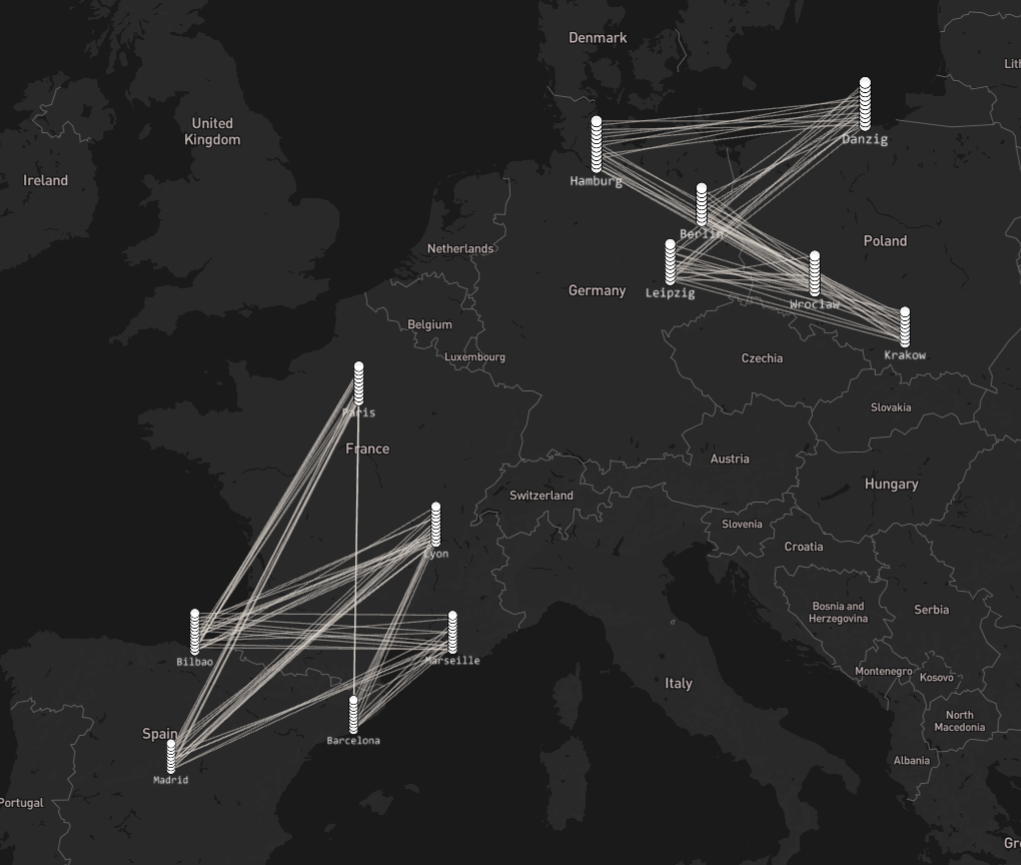 Denmark
Lith
Danzig
United
Kingdom
Ireland
Hamburg
Berlin
Poland
Netherlands
Germany
Leipzig
Wroclaw
Belgium
Luxembourg
Czechia
Krakow
Paris
Slovakia
France
Austria
Hungary
Switzerland
Slovenia
Croatia
Lyon
Bosnia and
Herzegovina
Serbia
Bilbao
Marseille
Montenegro
Kosovo
Italy
North
Macedonia
Spain
Barcelona
Albania
Madrid
Portugal
Gre